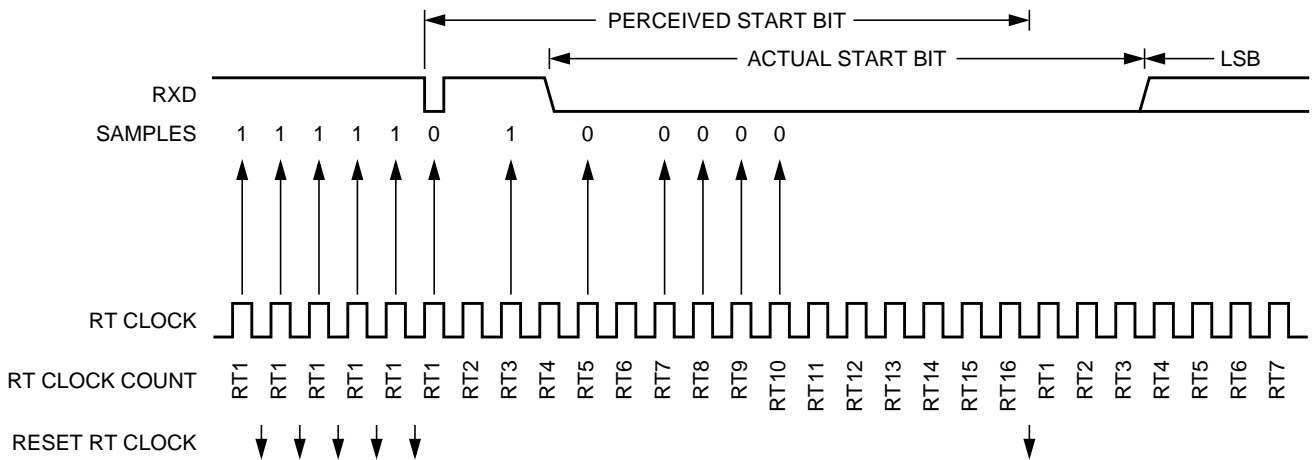 PERCEIVED START BIT
ACTUAL START BIT
LSB
RXD
SAMPLES 1 1 1 1 1 0 1 0 0 0 0 0
RT CLOCK
RT CLOCK COUNT RT1 RT1 RT1 RT1 RT1 RT1 RT2 RT3 RT4 RT5 RT6 RT7 RT8 RT9 RT10 RT11 RT12 RT13 RT14 RT15 RT16 RT1 RT2 RT3 RT4 RT5 RT6 RT7
RESET RT CLOCK